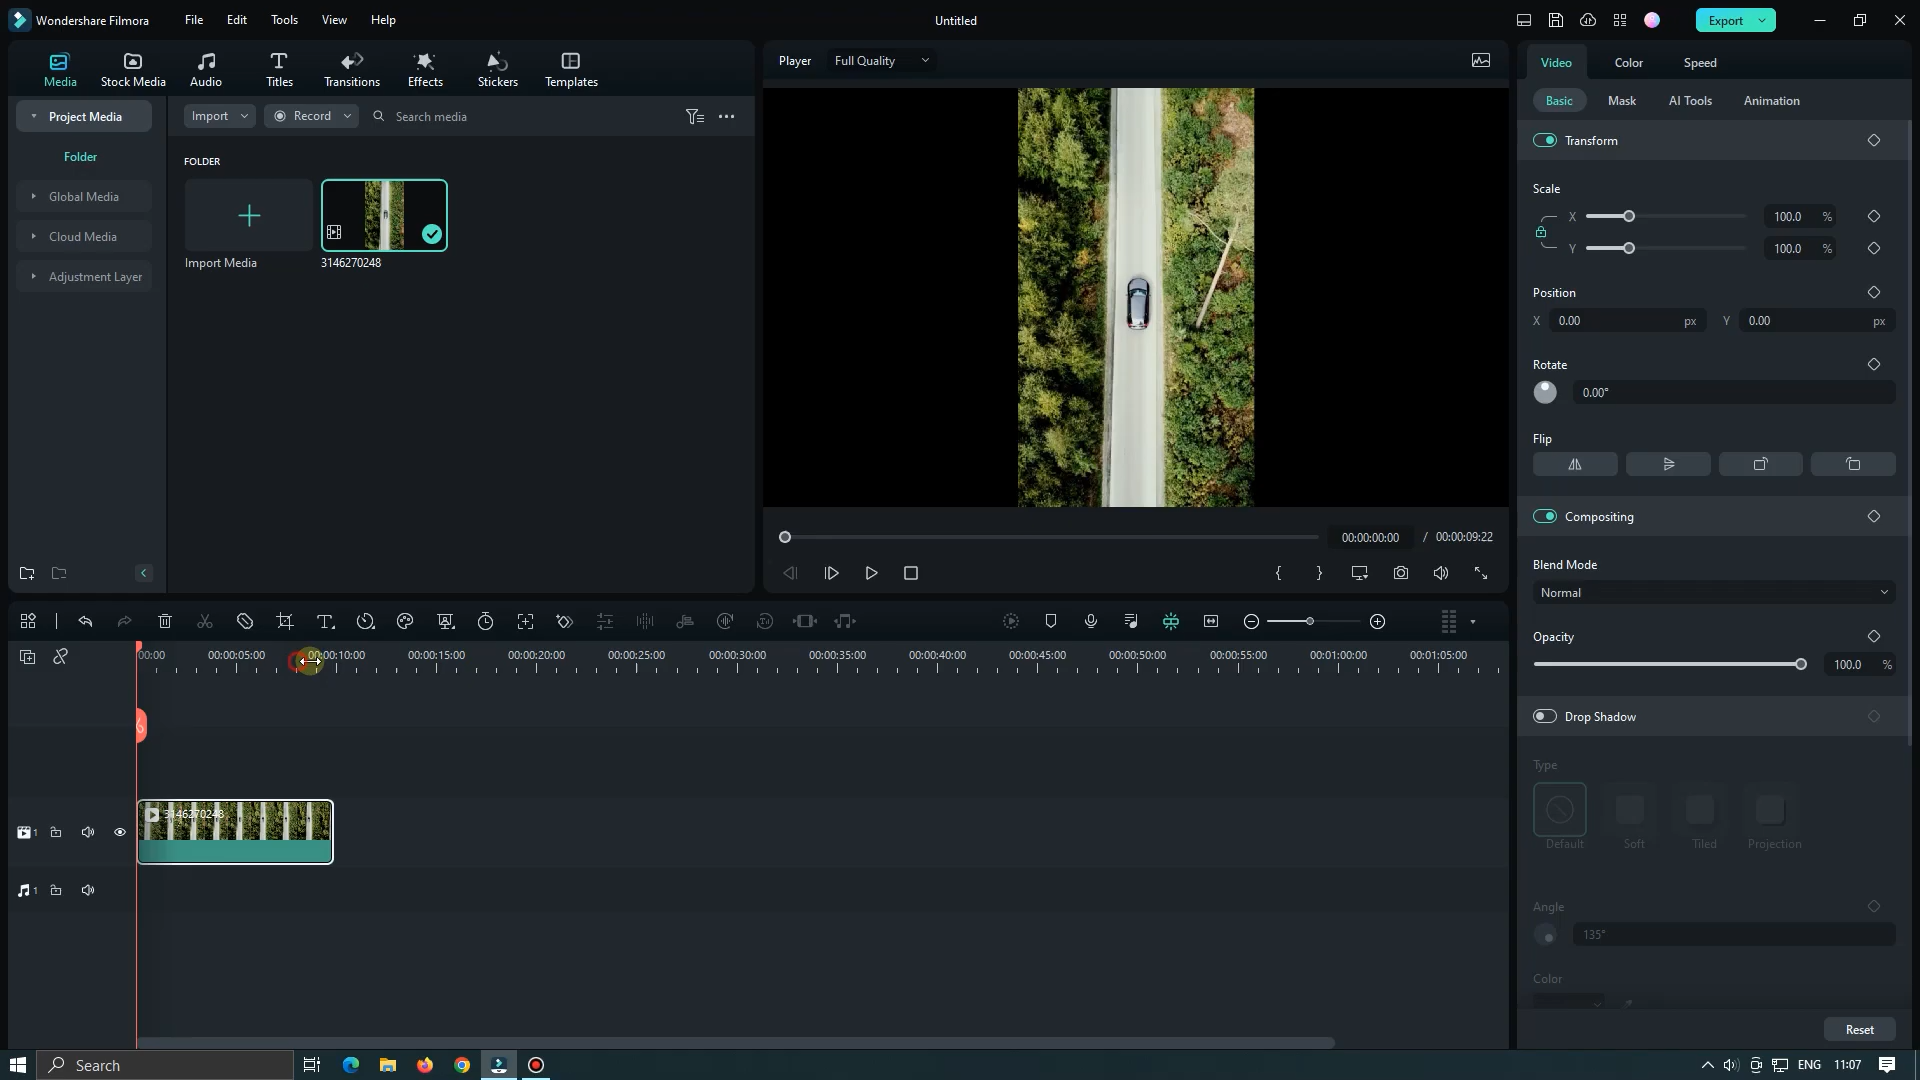 Wondershare Filmora
File
Edit
Tools
View
Help
Untitled
Export
Media
Stock Media
Audio
Titles
Transitions
Effects
Stickers
Templates
Player
Full Quality
Video
Color
Speed
Project Media
Import
Record
Search media
Basic
Mask
AI Tools
Animation
Folder
Global Media
Cloud Media
Adjustment Layer
FOLDER
Import Media
3146270248
Transform
Scale
X
100.0 %
Y
100.0 %
Position
X 0.00 px Y 0.00 px
Rotate
0.00°
Flip
Compositing
Blend Mode
Normal
Opacity
100.0 %
Drop Shadow
Type
Default
Soft
Tiled
Projection
Angle
135°
Color
Reset
00:00:00:00 / 00:00:09:22
00:00
00:00:05:00
00:00:10:00
00:00:15:00
00:00:20:00
00:00:25:00
00:00:30:00
00:00:35:00
00:00:40:00
00:00:45:00
00:00:50:00
00:00:55:00
00:01:00:00
00:01:05:00
3146270248
1
1
Search
ENG
11:07